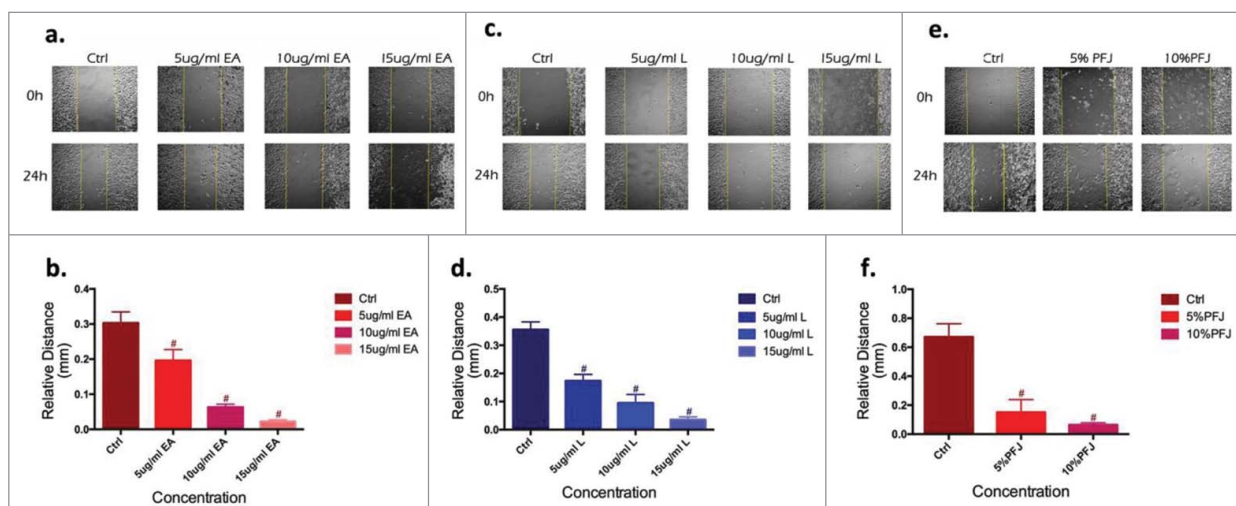 a.
Ctrl 5ug/ml EA 10ug/ml EA 15ug/ml EA
0h
24h
c.
Ctrl 5ug/ml L 10ug/ml L 15ug/ml L
0h
24h
e.
Ctrl 5% PFJ 10%PFJ
0h
24h
b.
Relative Distance
(mm)
0.4
0.3
0.2
0.1
0.0
#
#
#
Ctrl
5ug/ml EA
10ug/ml EA
15ug/ml EA
Concentration
Ctrl
5ug/ml EA
10ug/ml EA
15ug/ml EA
d.
Relative Distance
(mm)
0.5
0.4
0.3
0.2
0.1
0.0
#
#
#
Ctrl
5ug/ml L
10ug/ml L
15ug/ml L
Concentration
Ctrl
5ug/ml L
10ug/ml L
15ug/ml L
f.
Relative Distance
(mm)
1.0
0.8
0.6
0.4
0.2
0.0
#
#
Ctrl
5%PFJ
10%PFJ
Concentration
Ctrl
5%PFJ
10%PFJ